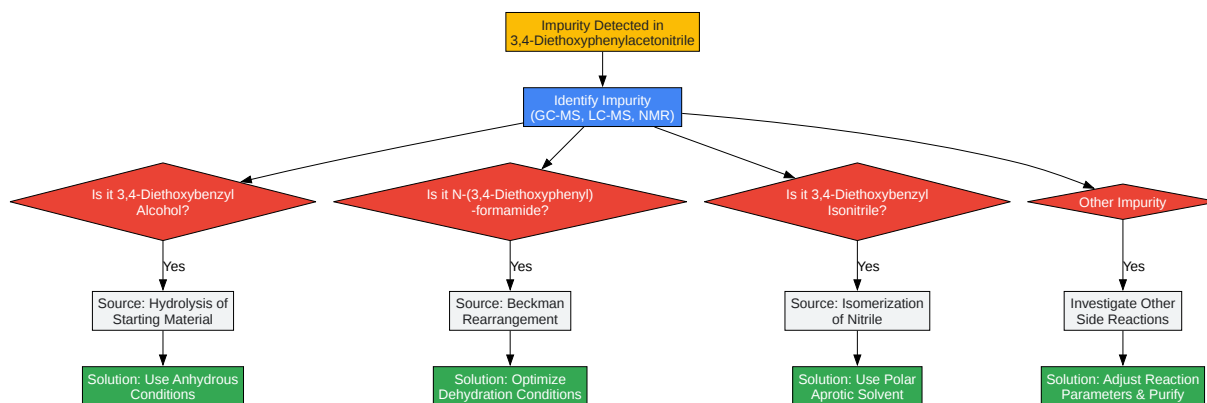 Impurity Detected in
3,4-Diethoxyphenylacetonitrile
Identify Impurity
(GC-MS, LC-MS, NMR)
Is it 3,4-Diethoxybenzyl
Alcohol?
Is it N-(3,4-Diethoxyphenyl)
-formamide?
Is it 3,4-Diethoxybenzyl
Isonitrile?
Other Impurity
Yes
Yes
Yes
Yes
Source: Hydrolysis of
Starting Material
Source: Beckman
Rearrangement
Source: Isomerization
of Nitrile
Investigate Other
Side Reactions
Solution: Use Anhydrous
Conditions
Solution: Optimize
Dehydration Conditions
Solution: Use Polar
Aprotic Solvent
Solution: Adjust Reaction
Parameters & Purify